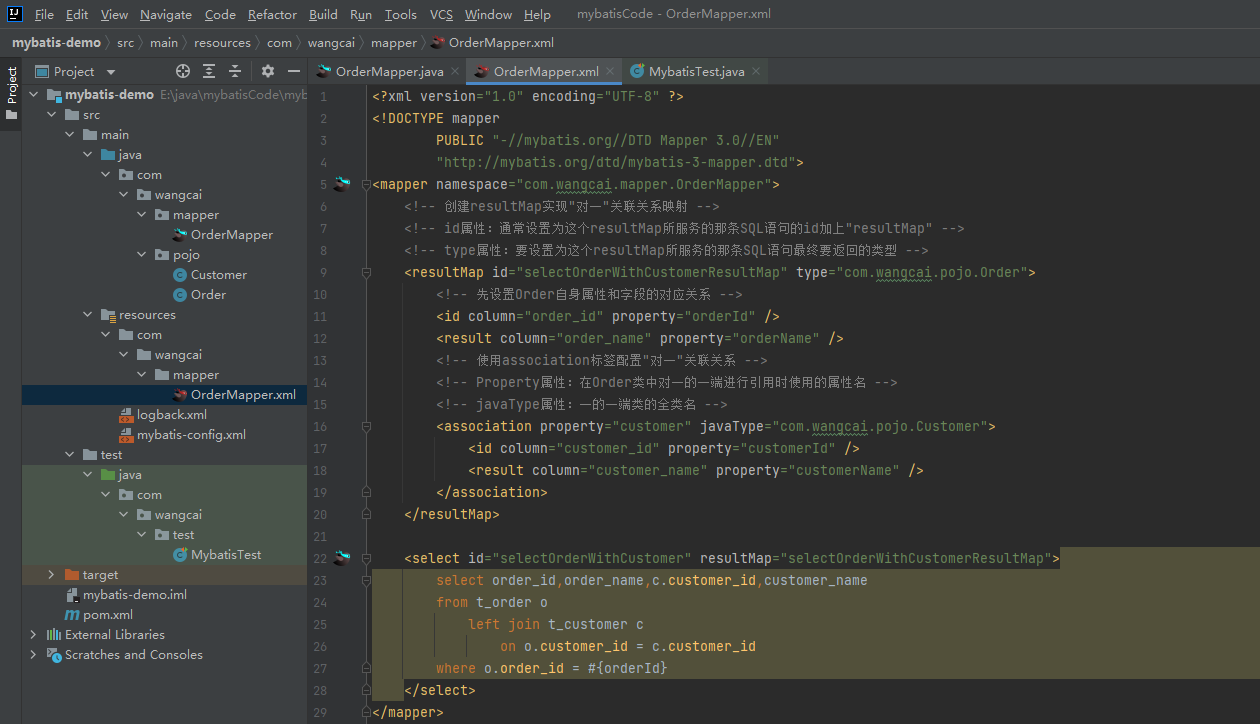 File Edit View Navigate Code Refactor Build Run Tools VCS Window Help mybatisCode - OrderMapper.xml
mybatis-demo src main resources com wangcai mapper OrderMapper.xml
Project
Project
OrderMapper.java OrderMapper.xml MybatisTest.java
mybatis-demo E:\java\mybatisCode\myb
src
main
java
com
wangcai
mapper
OrderMapper
pojo
Customer
Order
resources
com
wangcai
mapper
OrderMapper.xml
logback.xml
mybatis-config.xml
test
java
com
wangcai
test
MybatisTest
target
mybatis-demo.iml
pom.xml
External Libraries
Scratches and Consoles
1 <?xml version="1.0" encoding="UTF-8" ?>
2 <!DOCTYPE mapper
3 PUBLIC "-//mybatis.org//DTD Mapper 3.0//EN"
4 "http://mybatis.org/dtd/mybatis-3-mapper.dtd">
5 <mapper namespace="com.wangcai.mapper.OrderMapper">
6 <!-- 创建resultMap实现"对一"关联关系映射 -->
7 <!-- id属性：通常设置为这个resultMap所服务的那条SQL语句的id加上"resultMap" -->
8 <!-- type属性：要设置为这个resultMap所服务的那条SQL语句最终要返回的类型 -->
9 <resultMap id="selectOrderWithCustomerResultMap" type="com.wangcai.pojo.Order">
10 <!-- 先设置Order自身属性和字段的对应关系 -->
11 <id column="order_id" property="orderId" />
12 <result column="order_name" property="orderName" />
13 <!-- 使用association标签配置"对一"关联关系 -->
14 <!-- Property属性：在Order类中对一的一端进行引用时使用的属性名 -->
15 <!-- javaType属性：一的一端类的全类名 -->
16 <association property="customer" javaType="com.wangcai.pojo.Customer">
17 <id column="customer_id" property="customerId" />
18 <result column="customer_name" property="customerName" />
19 </association>
20 </resultMap>
21
22 <select id="selectOrderWithCustomer" resultMap="selectOrderWithCustomerResultMap">
23 select order_id,order_name,c.customer_id,customer_name
24 from t_order o
25 left join t_customer c
26 on o.customer_id = c.customer_id
27 where o.order_id = #{orderId}
28 </select>
29 </mapper>